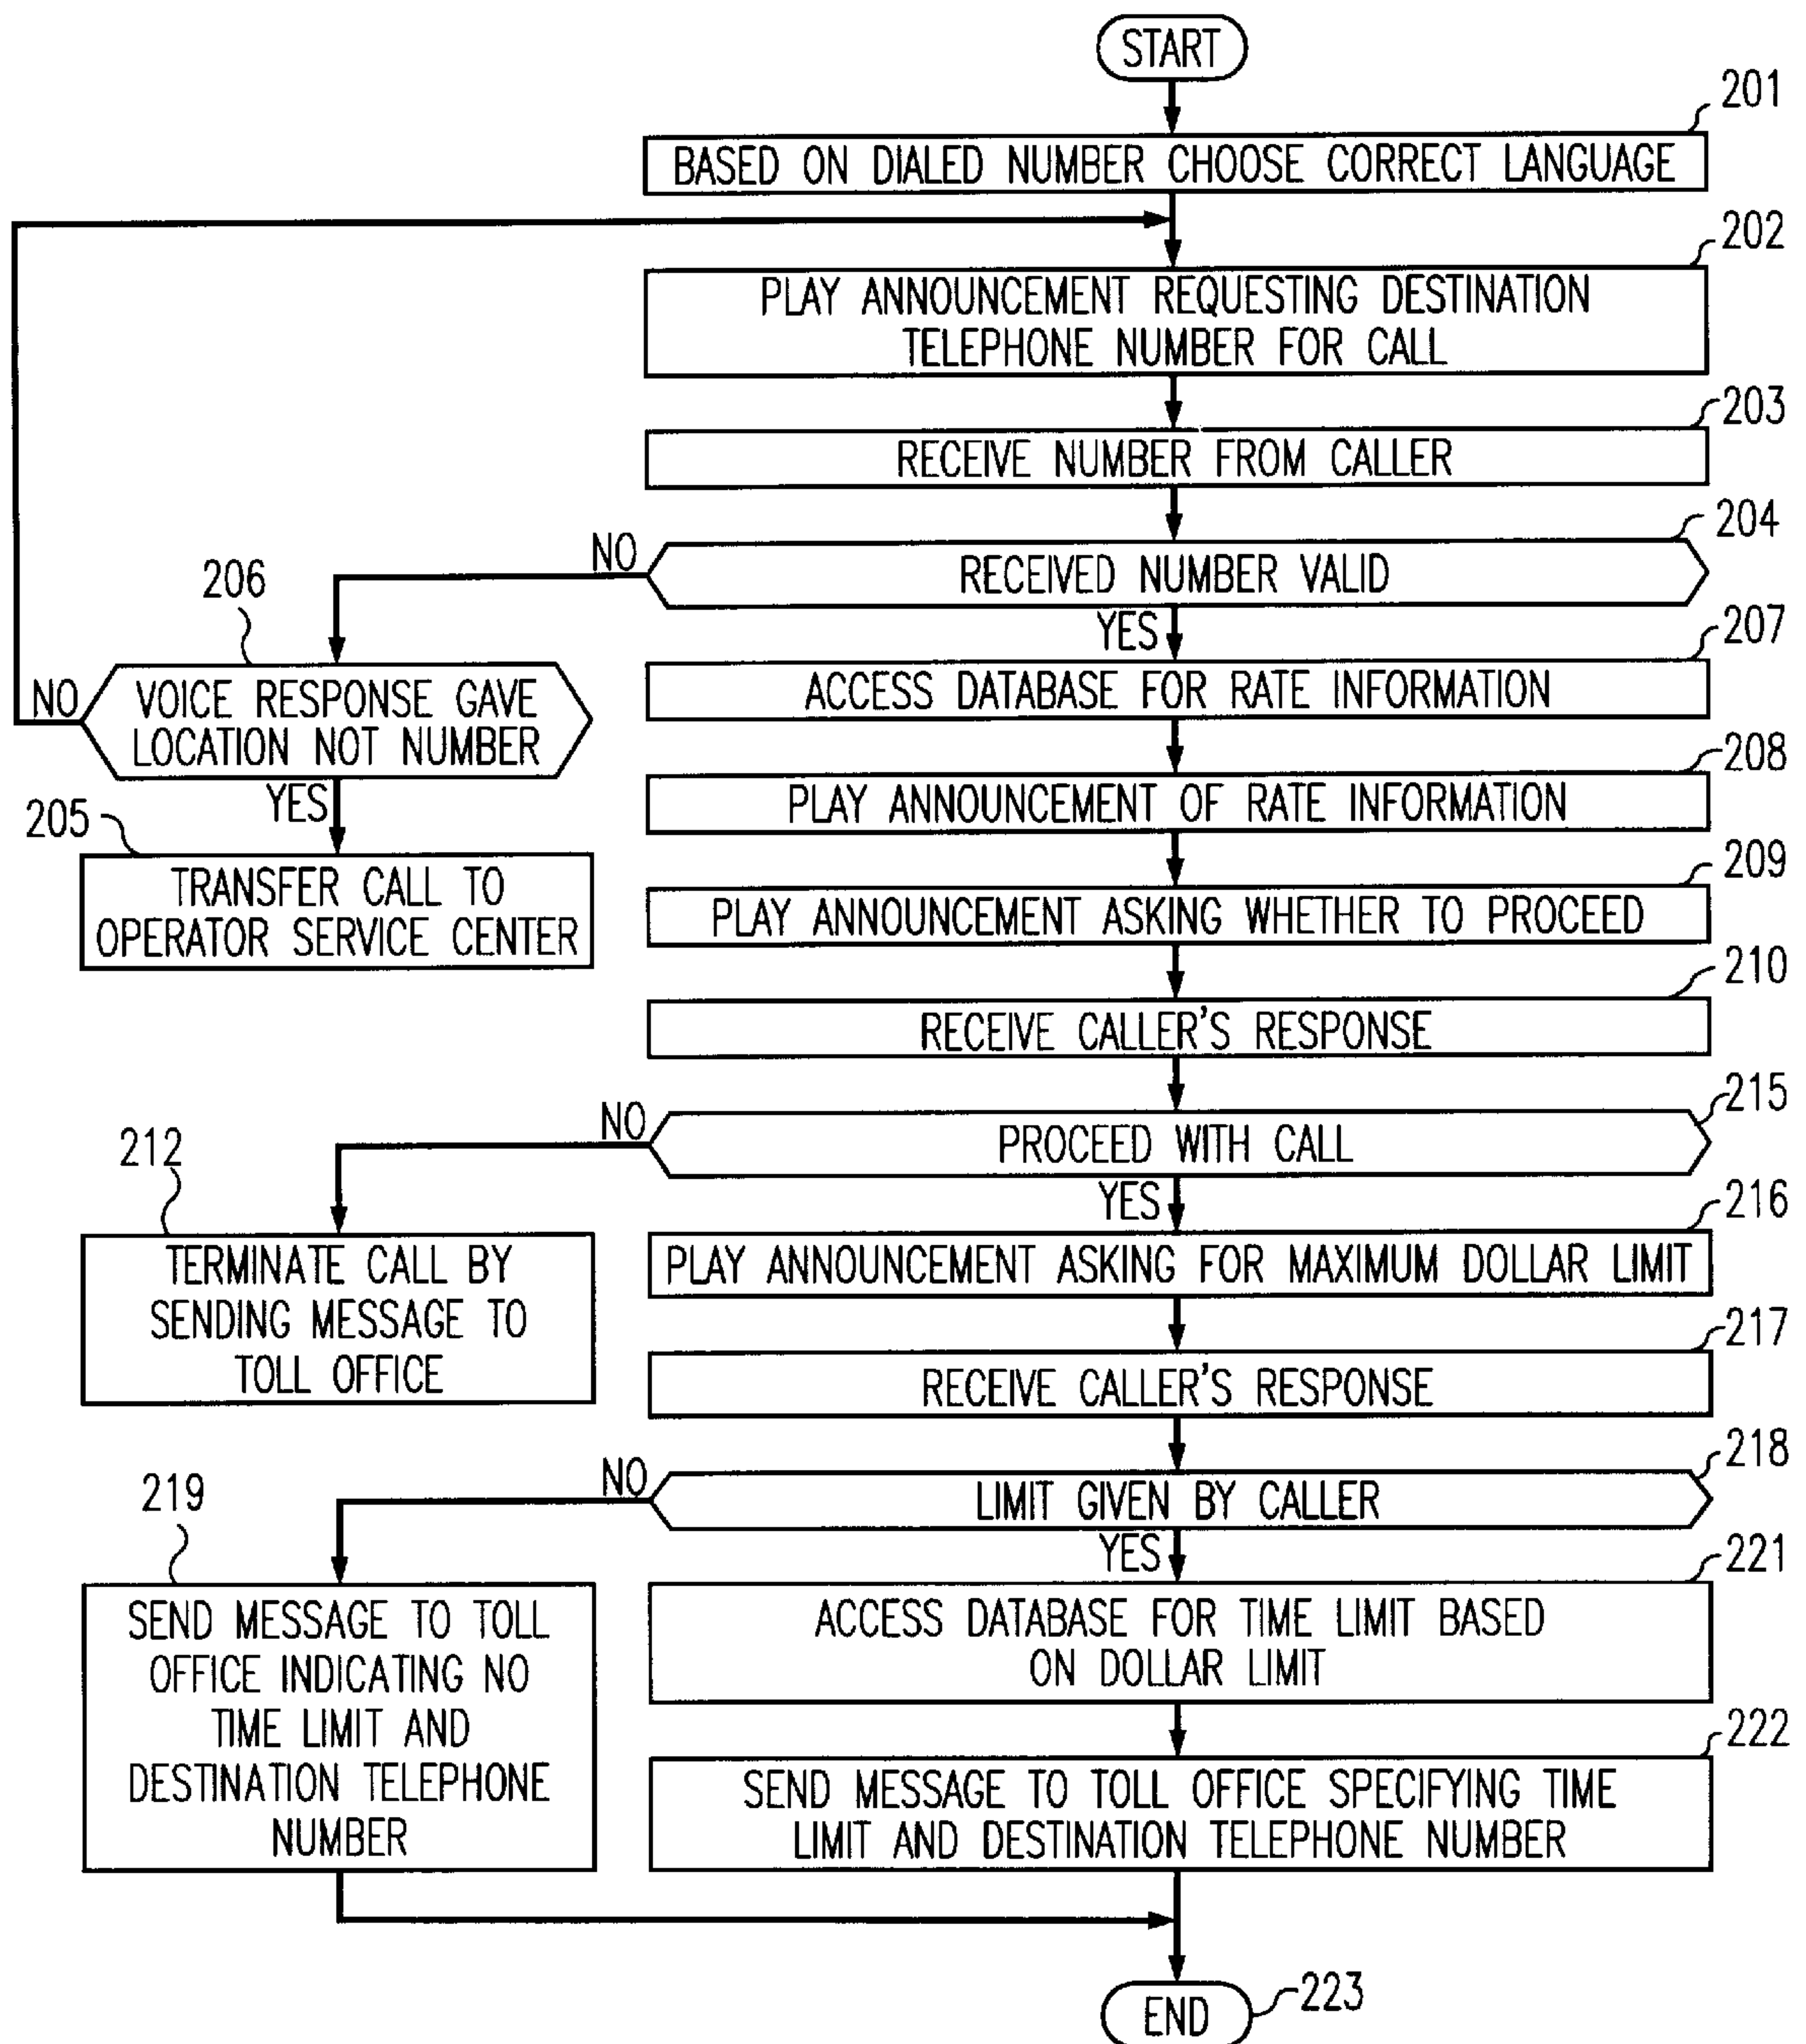 START
201
BASED ON DIALED NUMBER CHOOSE CORRECT LANGUAGE
202
PLAY ANNOUNCEMENT REQUESTING DESTINATION
TELEPHONE NUMBER FOR CALL
203
RECEIVE NUMBER FROM CALLER
204
NO
RECEIVED NUMBER VALID
YES
206
NO
VOICE RESPONSE GAVE
LOCATION NOT NUMBER
YES
205
TRANSFER CALL TO
OPERATOR SERVICE CENTER
207
ACCESS DATABASE FOR RATE INFORMATION
208
PLAY ANNOUNCEMENT OF RATE INFORMATION
209
PLAY ANNOUNCEMENT ASKING WHETHER TO PROCEED
210
RECEIVE CALLER'S RESPONSE
215
NO
PROCEED WITH CALL
YES
212
TERMINATE CALL BY
SENDING MESSAGE TO
TOLL OFFICE
216
PLAY ANNOUNCEMENT ASKING FOR MAXIMUM DOLLAR LIMIT
217
RECEIVE CALLER'S RESPONSE
218
NO
LIMIT GIVEN BY CALLER
YES
219
SEND MESSAGE TO TOLL
OFFICE INDICATING NO
TIME LIMIT AND
DESTINATION TELEPHONE
NUMBER
221
ACCESS DATABASE FOR TIME LIMIT BASED
ON DOLLAR LIMIT
222
SEND MESSAGE TO TOLL OFFICE SPECIFYING TIME
LIMIT AND DESTINATION TELEPHONE NUMBER
END
223